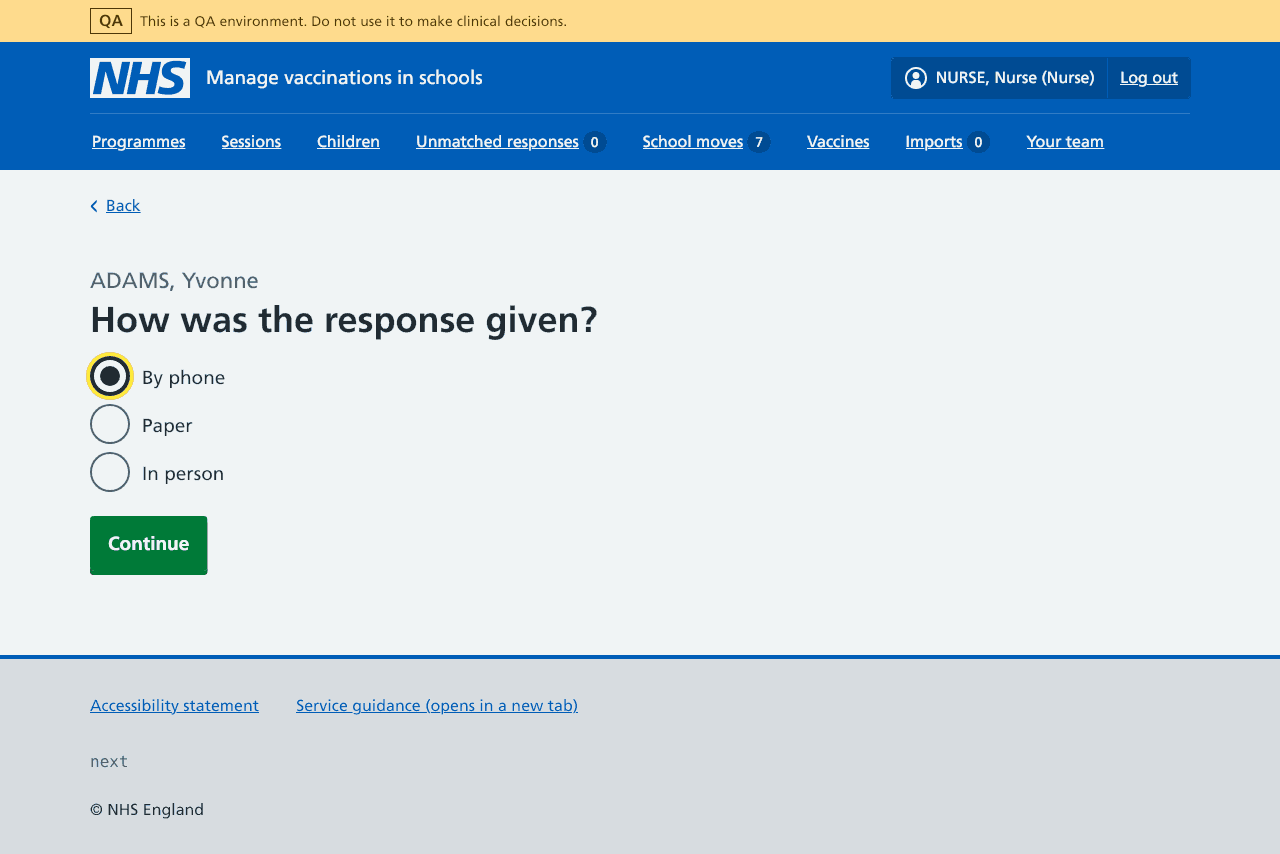 QA This is a QA environment. Do not use it to make clinical decisions.
NHS Manage vaccinations in schools NURSE, Nurse (Nurse) Log out
Programmes Sessions Children Unmatched responses 0 School moves 7 Vaccines Imports 0 Your team
Back
ADAMS, Yvonne
How was the response given?
By phone
Paper
In person
Continue
Accessibility statement Service guidance (opens in a new tab)
next
© NHS England